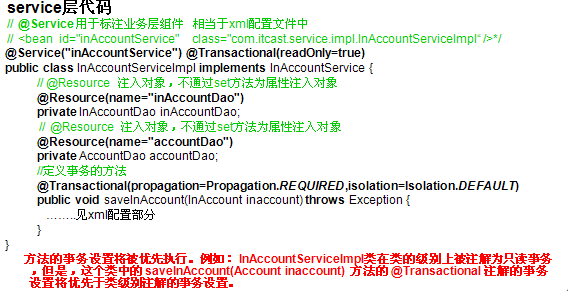 service层代码
// @Service用于标注业务层组件 相当于xml配置文件中
// <bean id="inAccountService" class="com.itcast.service.impl.InAccountServiceImpl"/>*/
@Service("inAccountService") @Transactional(readOnly=true)
public class InAccountServiceImpl implements InAccountService {
// @Resource 注入对象，不通过set方法为属性注入对象
@Resource(name="inAccountDao")
private InAccountDao inAccountDao;
// @Resource 注入对象，不通过set方法为属性注入对象
@Resource(name="accountDao")
private AccountDao accountDao;
//定义事务的方法
@Transactional(propagation=Propagation.REQUIRED,isolation=Isolation.DEFAULT)
public void saveInAccount(InAccount inaccount) throws Exception {
…….见xml配置部分
}
}
方法的事务设置将被优先执行。例如： InAccountServiceImpl类在类的级别上被注解为只读事务
，但是，这个类中的 saveInAccount(Account inaccount) 方法的 @Transactional 注解的事务
设置将优先于类级别注解的事务设置。